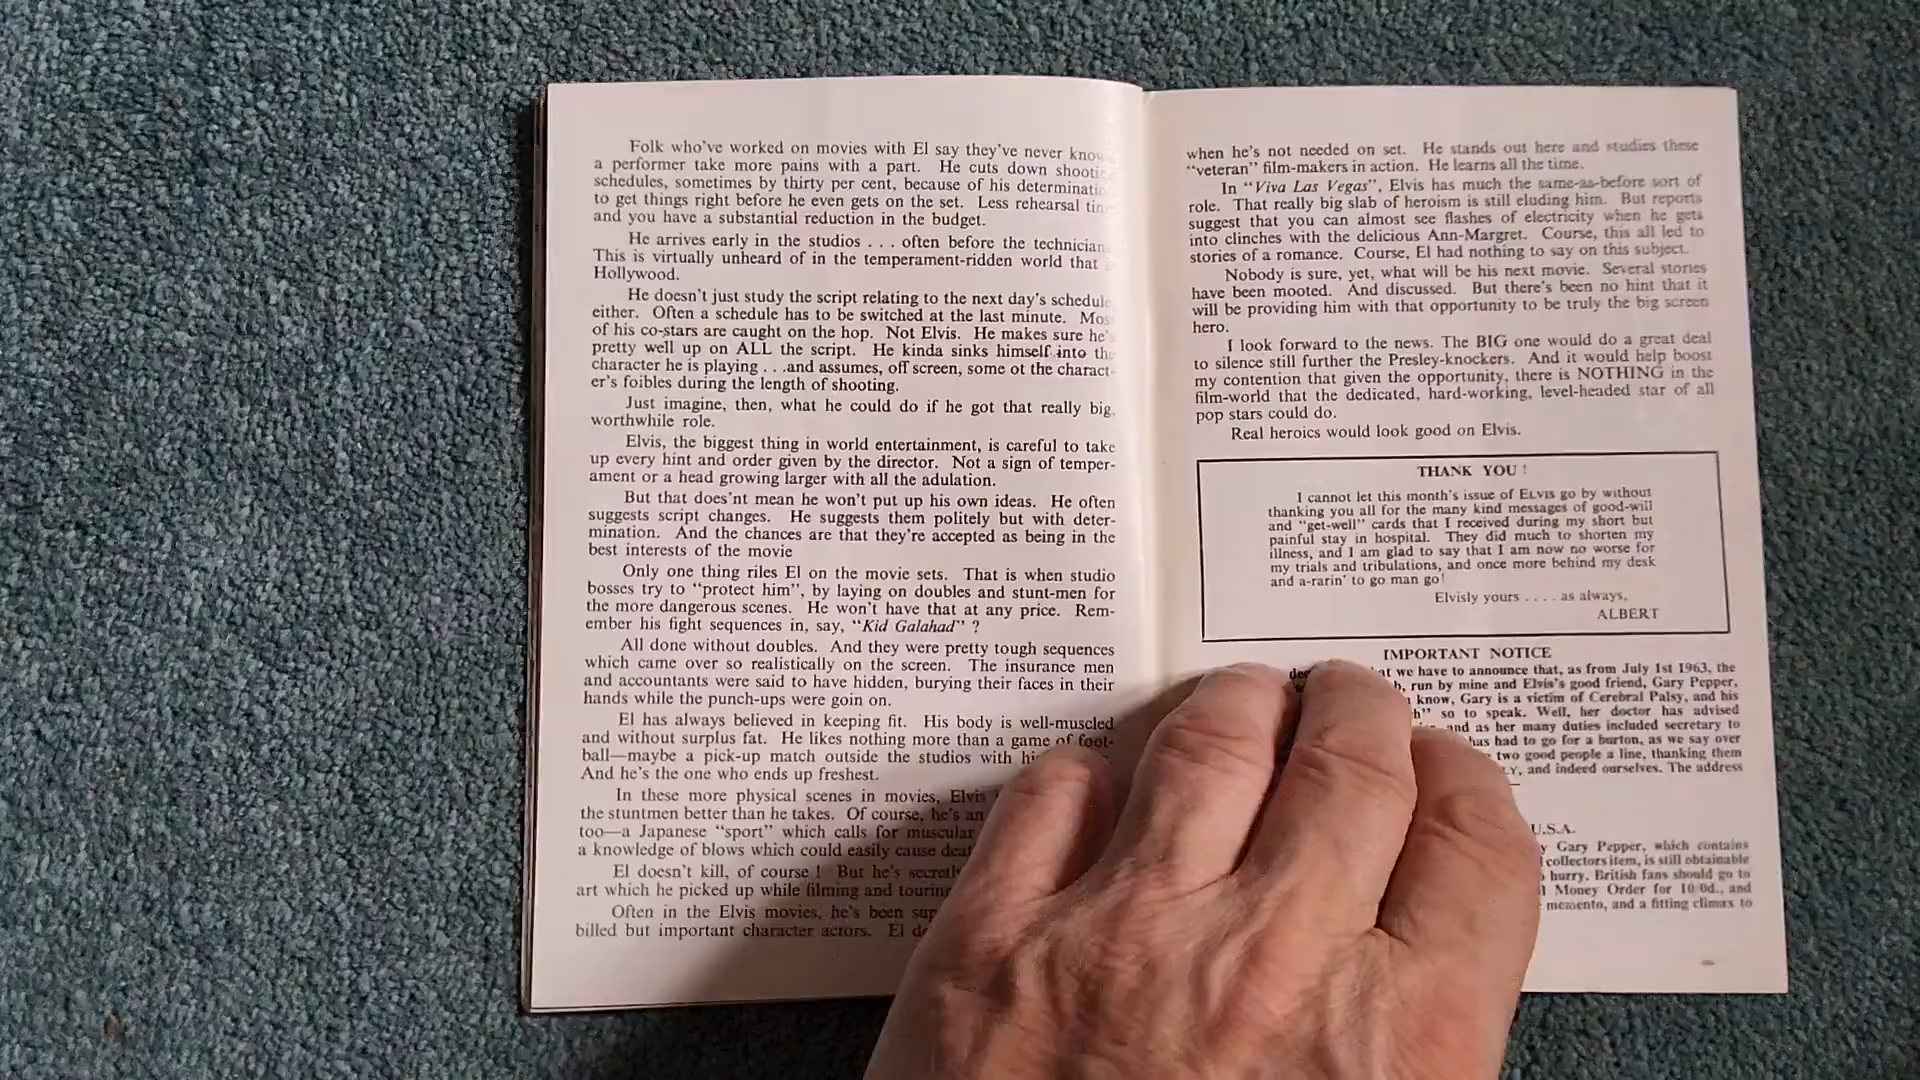 Folk who've worked on movies with El say they've never
a performer take more pains with a part. He cuts down
schedules, sometimes by thirty per cent, because of his
to get things right before he even gets on the set. Less rehearsal
and you have a substantial reduction in the budget.
He arrives early in the studios . . . often before the
This is virtually unheard of in the temperament-ridden world that
Hollywood.
He doesn't just study the script relating to the next day's
either. Often a schedule has to be switched at the last minute.
of his co-stars are caught on the hop. Not Elvis. He makes sure he's
pretty well up on ALL the script. He kinda sinks himself into the
character he is playing . . .and assumes, off screen, some ot the charact-
er's foibles during the length of shooting.
Just imagine, then, what he could do if he got that really big,
worthwhile role.
Elvis, the biggest thing in world entertainment, is careful to take
up every hint and order given by the director. Not a sign of temper-
ament or a head growing larger with all the adulation.
But that does'nt mean he won't put up his own ideas. He often
suggests script changes. He suggests them politely but with deter-
mination. And the chances are that they're accepted as being in the
best interests of the movie
Only one thing riles El on the movie sets. That is when studio
bosses try to "protect him", by laying on doubles and stunt-men for
the more dangerous scenes. He won't have that at any price. Rem-
ember his fight sequences in, say, "Kid Galahad" ?
All done without doubles. And they were pretty tough sequences
which came over so realistically on the screen. The insurance men
and accountants were said to have hidden, burying their faces in their
hands while the punch-ups were goin on.
El has always believed in keeping fit. His body is well-muscled
and without surplus fat. He likes nothing more than a game of foot-
ball—maybe a pick-up match outside the studios with
And he's the one who ends up freshest.
In these more physical scenes in movies, Elvis
the stuntmen better than he takes. Of course, he's an
too—a Japanese "sport" which calls for muscular
a knowledge of blows which could easily cause
El doesn't kill, of course ! But he's
art which he picked up while filming and
Often in the Elvis movies, he's been
billed but important character actors. El
when he's not needed on set. He stands out here and studies these
"veteran" film-makers in action. He learns all the time.
In "Viva Las Vegas", Elvis has much the same-as-before sort of
role. That really big slab of heroism is still eluding him. But reports
suggest that you can almost see flashes of electricity when he gets
into clinches with the delicious Ann-Margret. Course, this all led to
stories of a romance. Course, El had nothing to say on this subject.
Nobody is sure, yet, what will be his next movie. Several stories
have been mooted. And discussed. But there's been no hint that it
will be providing him with that opportunity to be truly the big screen
hero.
I look forward to the news. The BIG one would do a great deal
to silence still further the Presley-knockers. And it would help boost
my contention that given the opportunity, there is NOTHING in the
film-world that the dedicated, hard-working, level-headed star of all
pop stars could do.
Real heroics would look good on Elvis.
THANK YOU !
I cannot let this month's issue of ELVIS go by without
thanking you all for the many kind messages of good-will
and "get-well" cards that I received during my short but
painful stay in hospital. They did much to shorten my
illness, and I am glad to say that I am now no worse for
my trials and tribulations, and once more behind my desk
and a-rarin' to go man go!
Elvisly yours . . . . as always,
ALBERT
IMPORTANT NOTICE
we have to announce that, as from July 1st 1963, the
run by mine and Elvis's good friend, Gary Pepper,
know, Gary is a victim of Cerebral Palsy, and his
so to speak. Well, her doctor has advised
and as her many duties included secretary to
has had to go for a burton, as we say over
two good people a line, thanking them
and indeed ourselves. The address
U.S.A.
Gary Pepper, which contains
collectors item, is still obtainable
hurry, British fans should go to
Money Order for 10/0d., and
memento, and a fitting climax to